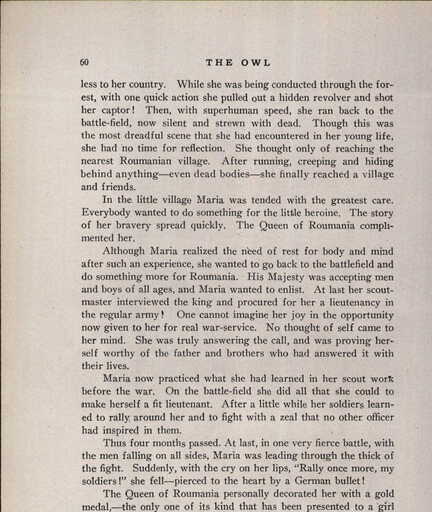 60 THE OWL
less to her country. While she was being conducted through the for-
est, with one quick action she pulled out a hidden revolver and shot
her captor! Then, with superhuman speed, she ran back to the
battle-field, now silent and strewn with dead. Though this was
the most dreadful scene that she had encountered in her young life,
she had no time for reflection. She thought only of reaching the
nearest Roumanian village. After running, creeping and hiding
behind anything—even dead bodies—she finally reached a village
and friends.
In the little village Maria was tended with the greatest care.
Everybody wanted to do something for the little heroine. The story
of her bravery spread quickly. The Queen of Roumania compli-
mented her.
Although Maria realized the need of rest for body and mind
after such an experience, she wanted to go back to the battlefield and
do something more for Roumania. His Majesty was accepting men
and boys of all ages, and Maria wanted to enlist. At last her scout-
master interviewed the king and procured for her a lieutenancy in
the regular army! One cannot imagine her joy in the opportunity
now given to her for real war-service. No thought of self came to
her mind. She was truly answering the call, and was proving her-
self worthy of the father and brothers who had answered it with
their lives.
Maria now practiced what she had learned in her scout work
before the war. On the battle-field she did all that she could to
make herself a fit lieutenant. After a little while her soldiers learn-
ed to rally around her and to fight with a zeal that no other officer
had inspired in them.
Thus four months passed. At last, in one very fierce battle, with
the men falling on all sides, Maria was leading through the thick of
the fight. Suddenly, with the cry on her lips, "Rally once more, my
soldiers!" she fell—pierced to the heart by a German bullet!
The Queen of Roumania personally decorated her with a gold
medal,—the only one of its kind that has been presented to a girl